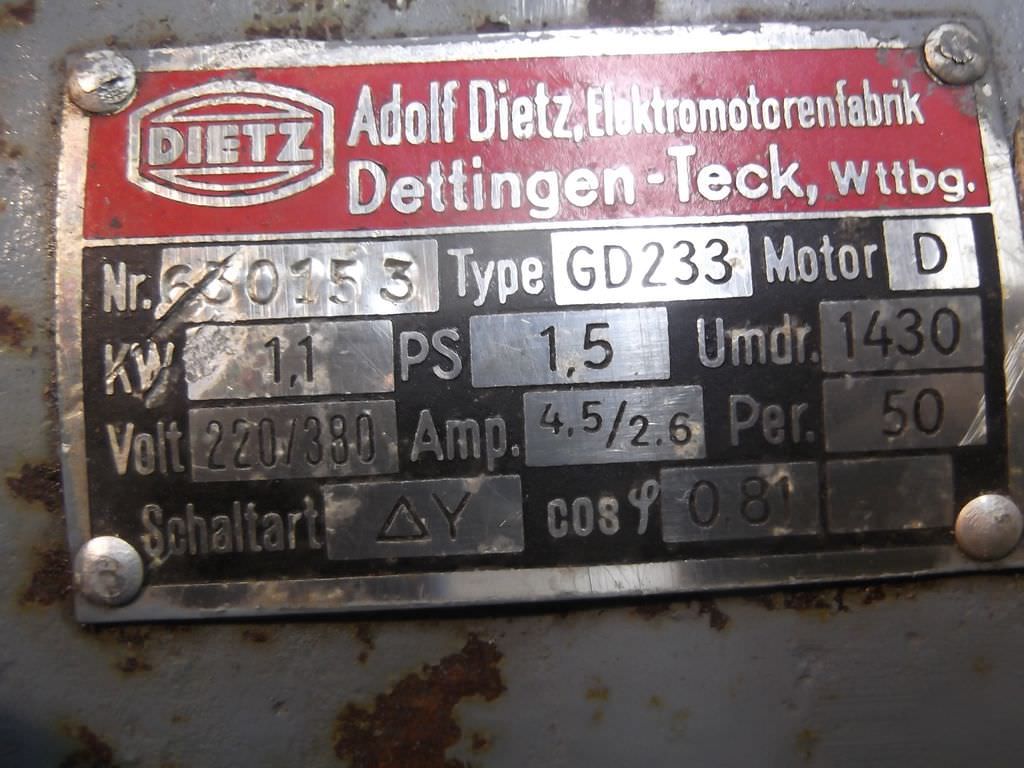 DIETZ
Adolf Dietz, Elektromotorenfabrik
Dettingen-Teck, Wttbg.
Nr. 630153 Type GD233 Motor D
KW 1,1 PS 1,5 Umdr. 1430
Volt 220/380 Amp. 4.5/2.6 Per. 50
Schaltart ΔY cos φ 0.81